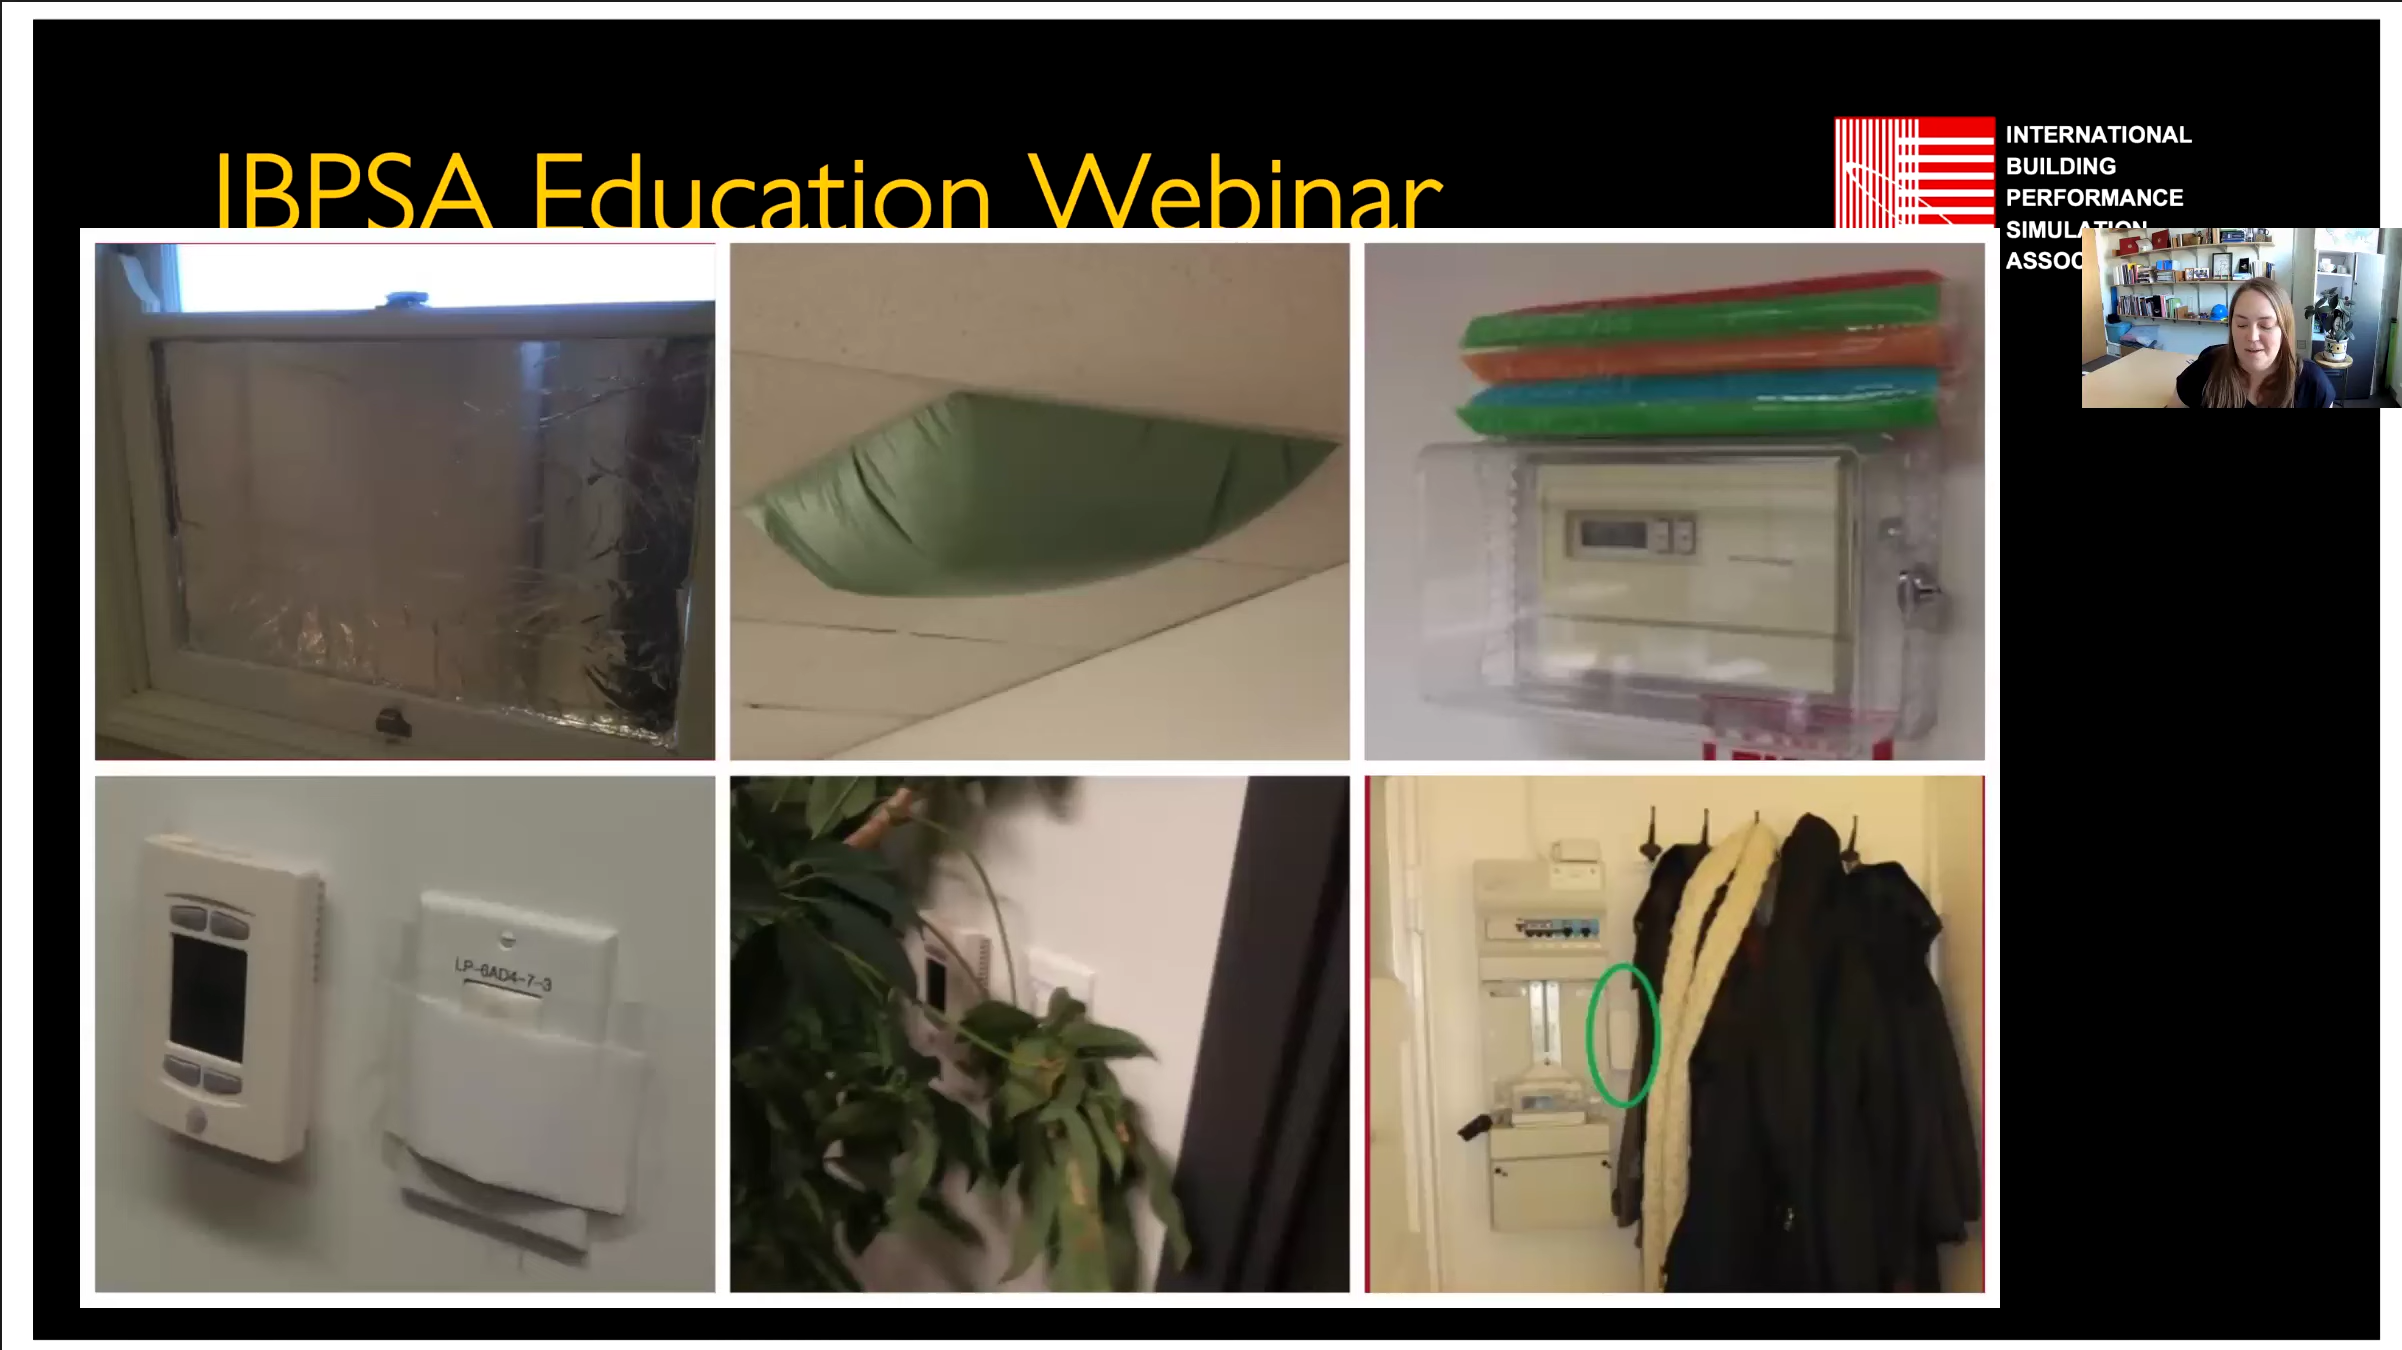 IBPSA Education Webinar
INTERNATIONAL
BUILDING
PERFORMANCE
SIMULATION
ASSOC
LP-6AD4-7-3